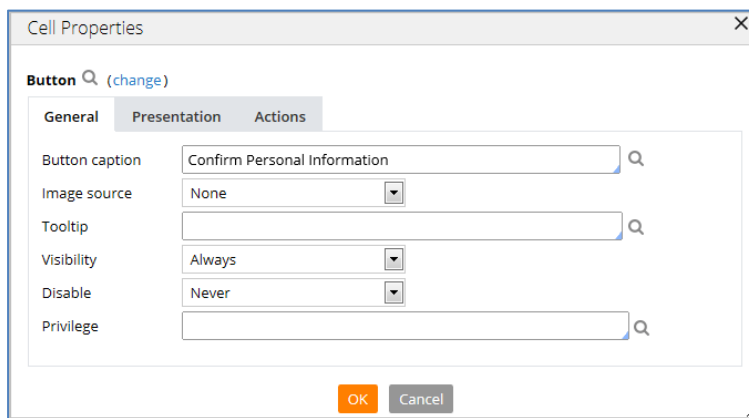 Cell Properties
Button (change)
General Presentation Actions
Button caption Confirm Personal Information
Image source None
Tooltip
Visibility Always
Disable Never
Privilege
OK Cancel